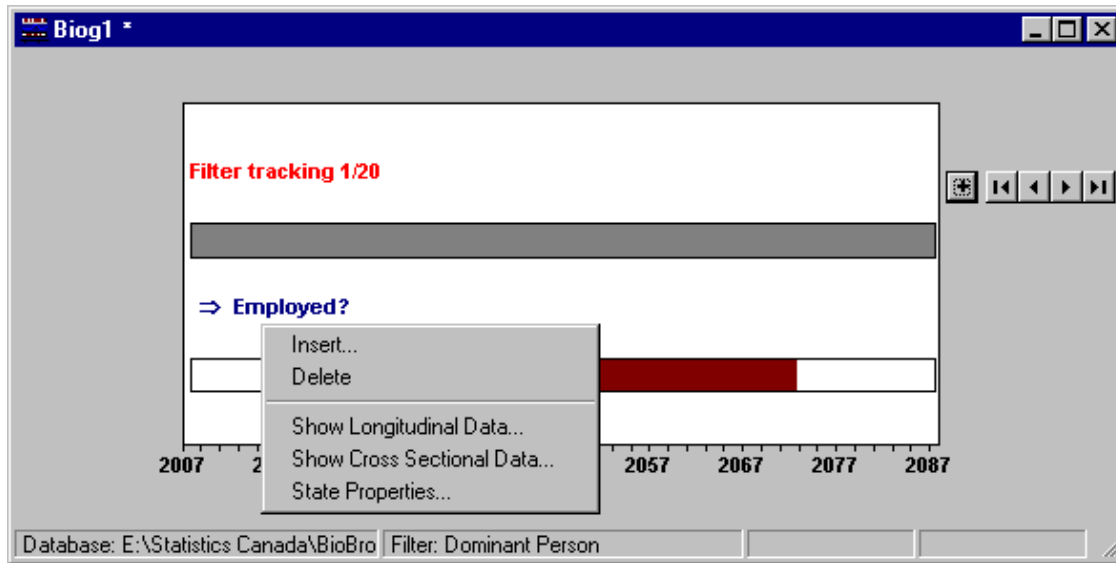 Biog1 *
Filter tracking 1/20
⇒ Employed?
Insert...
Delete
Show Longitudinal Data...
Show Cross Sectional Data...
State Properties...
2007 2 2057 2067 2077 2087
Database: E:\Statistics Canada\BioBro Filter: Dominant Person